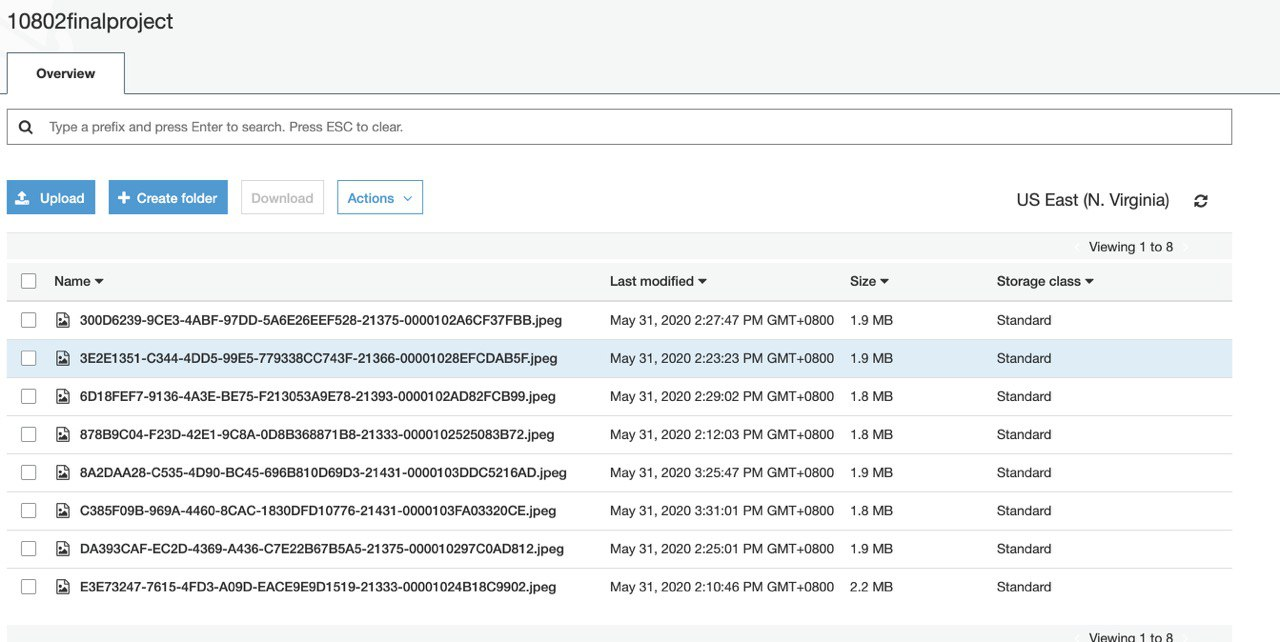 10802finalproject
Overview
Type a prefix and press Enter to search. Press ESC to clear.
Upload Create folder Download Actions US East (N. Virginia)
Viewing 1 to 8
Name Last modified Size Storage class
300D6239-9CE3-4ABF-97DD-5A6E26EEF528-21375-0000102A6CF37FBB.jpeg May 31, 2020 2:27:47 PM GMT+0800 1.9 MB Standard
3E2E1351-C344-4DD5-99E5-779338CC743F-21366-00001028EFCDAB5F.jpeg May 31, 2020 2:23:23 PM GMT+0800 1.9 MB Standard
6D18FEF7-9136-4A3E-BE75-F213053A9E78-21393-0000102AD82FCB99.jpeg May 31, 2020 2:29:02 PM GMT+0800 1.8 MB Standard
878B9C04-F23D-42E1-9C8A-0D8B368871B8-21333-0000102525083B72.jpeg May 31, 2020 2:12:03 PM GMT+0800 1.8 MB Standard
8A2DAA28-C535-4D90-BC45-696B810D69D3-21431-0000103DDC5216AD.jpeg May 31, 2020 3:25:47 PM GMT+0800 1.9 MB Standard
C385F09B-969A-4460-8CAC-1830DFD10776-21431-0000103FA03320CE.jpeg May 31, 2020 3:31:01 PM GMT+0800 1.8 MB Standard
DA393CAF-EC2D-4369-A436-C7E22B67B5A5-21375-000010297C0AD812.jpeg May 31, 2020 2:25:01 PM GMT+0800 1.9 MB Standard
E3E73247-7615-4FD3-A09D-EACE9E9D1519-21333-00001024B18C9902.jpeg May 31, 2020 2:10:46 PM GMT+0800 2.2 MB Standard
Viewing 1 to 8